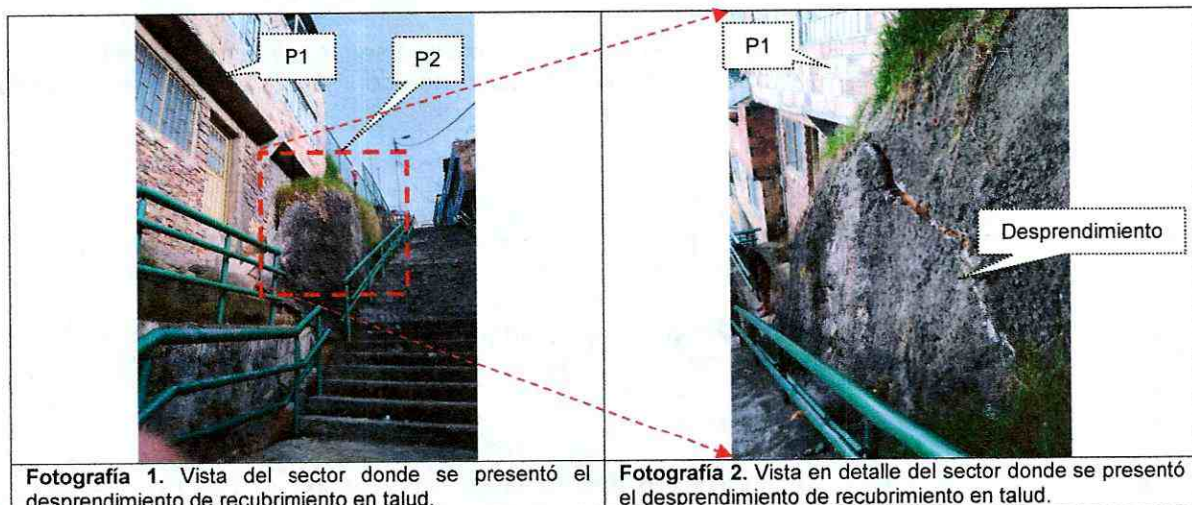 P1
P2
P1
Desprendimiento
Fotografía 1. Vista del sector donde se presentó el
desprendimiento de recubrimiento en talud.
Fotografía 2. Vista en detalle del sector donde se presentó
el desprendimiento de recubrimiento en talud.